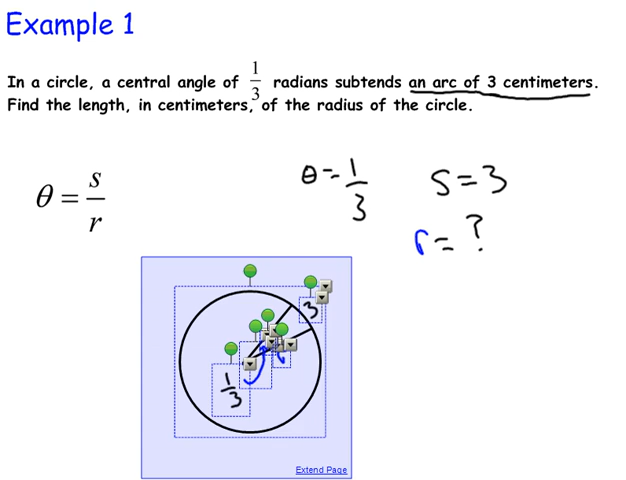 Example 1
In a circle, a central angle of 1/3 radians subtends an arc of 3 centimeters.
Find the length, in centimeters, of the radius of the circle.
θ = s/r
θ = 1/3
s = 3
r = ?
3
r
1/3
Extend Page